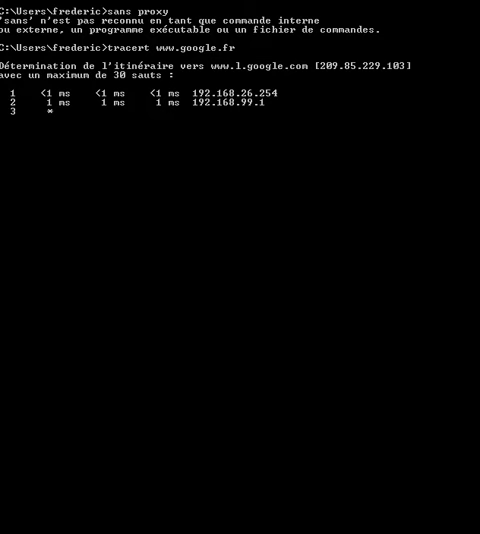 C:\Users\frederic>sans proxy
'sans' n'est pas reconnu en tant que commande interne
ou externe, un programme exécutable ou un fichier de commandes.
C:\Users\frederic>tracert www.google.fr
Détermination de l'itinéraire vers www.l.google.com [209.85.229.103]
avec un maximum de 30 sauts :
1 <1 ms <1 ms <1 ms 192.168.26.254
2 1 ms 1 ms 1 ms 192.168.99.1
3 *